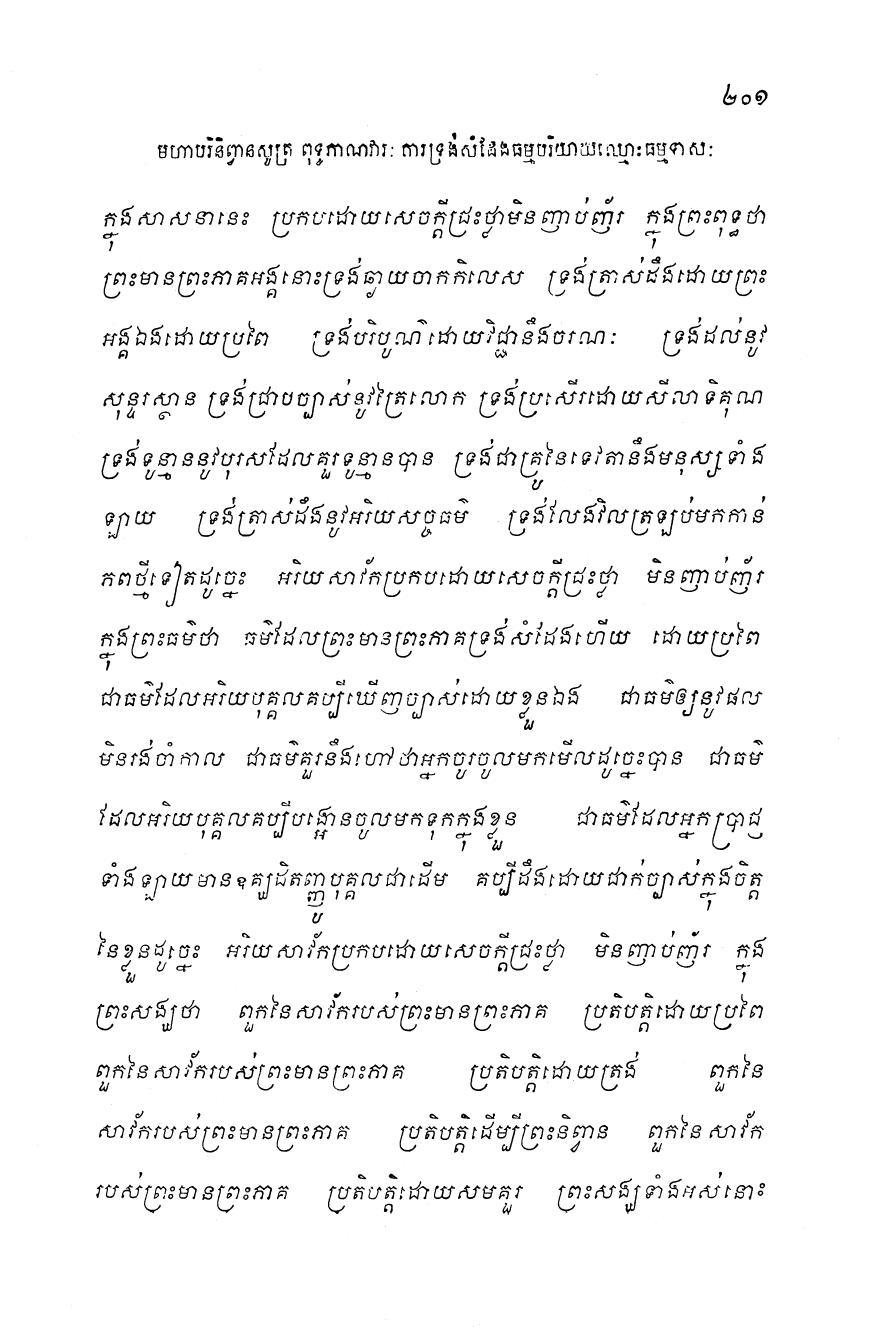 ២០១
មហាបរិនិព្វានសូត្រ ពុទ្ធភាណវារៈ ការទ្រង់សំដែងធម្មបរិយាយឈ្មោះធម្មទាសៈ
ក្នុងសាសនានេះ ប្រកបដោយសេចក្តីជ្រះថ្លាមិនញាប់ញ័រ ក្នុងព្រះពុទ្ធថា
ព្រះមានព្រះភាគអង្គនោះទ្រង់ឆ្ងាយចាកកិលេស ទ្រង់ត្រាស់ដឹងដោយព្រះ
អង្គឯងដោយប្រពៃ ទ្រង់បរិបូណ៌ដោយវិជ្ជានឹងចរណៈ ទ្រង់ដល់នូវ
សុន្ទរស្ថាន ទ្រង់ជ្រាបច្បាស់នូវត្រៃលោក ទ្រង់ប្រសើរដោយសីលាទិគុណ
ទ្រង់ទូន្មាននូវបុរសដែលគួរទូន្មានបាន ទ្រង់ជាគ្រូនៃទេវតានឹងមនុស្សទាំង
ឡាយ ទ្រង់ត្រាស់ដឹងនូវអរិយសច្ចធម៌ ទ្រង់លែងវិលត្រឡប់មកកាន់
ភពថ្មីទៀតដូច្នេះ អរិយសាវ័កប្រកបដោយសេចក្តីជ្រះថ្លា មិនញាប់ញ័រ
ក្នុងព្រះធម៌ថា ធម៌ដែលព្រះមានព្រះភាគទ្រង់សំដែងហើយ ដោយប្រពៃ
ជាធម៌ដែលអរិយបុគ្គលគប្បីឃើញច្បាស់ដោយខ្លួនឯង ជាធម៌ឲ្យនូវផល
មិនរង់ចាំកាល ជាធម៌គួរនឹងហៅថាអ្នកចូរចូលមកមើលដូច្នេះបាន ជាធម៌
ដែលអរិយបុគ្គលគប្បីបង្អោនចូលមកទុកក្នុងខ្លួន ជាធម៌ដែលអ្នកប្រាជ្ញ
ទាំងឡាយមានឧគ្ឃដិតញ្ញូបុគ្គលជាដើម គប្បីដឹងដោយជាក់ច្បាស់ក្នុងចិត្ត
នៃខ្លួនដូច្នេះ អរិយសាវ័កប្រកបដោយសេចក្តីជ្រះថ្លា មិនញាប់ញ័រ ក្នុង
ព្រះសង្ឃថា ពួកនៃសាវ័ករបស់ព្រះមានព្រះភាគ ប្រតិបត្តិដោយប្រពៃ
ពួកនៃសាវ័ករបស់ព្រះមានព្រះភាគ ប្រតិបត្តិដោយត្រង់ ពួកនៃ
សាវ័ករបស់ព្រះមានព្រះភាគ ប្រតិបត្តិដើម្បីព្រះនិព្វាន ពួកនៃសាវ័ក
របស់ព្រះមានព្រះភាគ ប្រតិបត្តិដោយសមគួរ ព្រះសង្ឃទាំងអស់នោះ